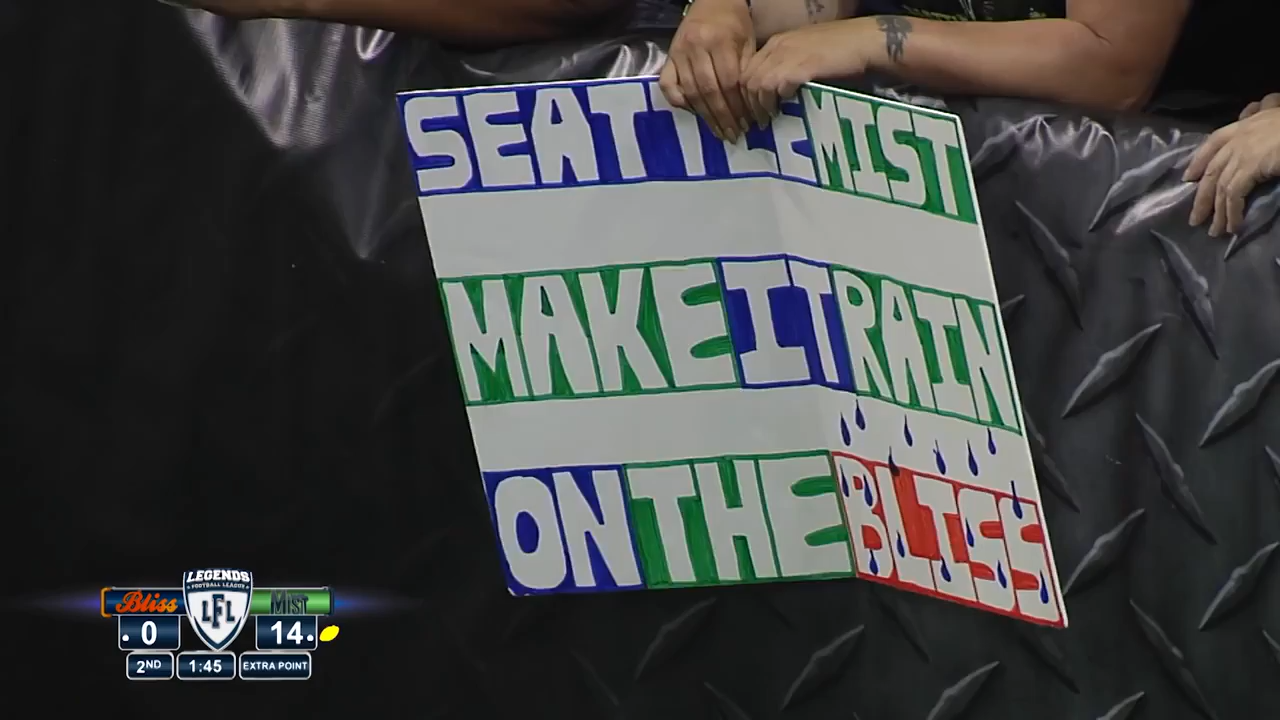 SEATTLE MIST
MAKE IT RAIN
ON THE BLISS
LEGENDS
FOOTBALL LEAGUE
Bliss LFL MIST
0 14
2ND 1:45 EXTRA POINT